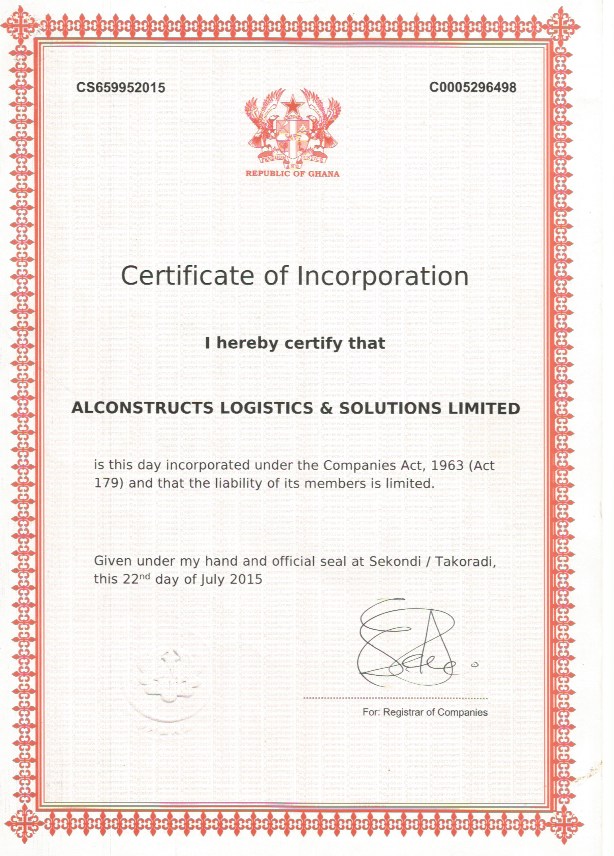 CS659952015
C0005296498
REPUBLIC OF GHANA
Certificate of Incorporation
I hereby certify that
ALCONSTRUCTS LOGISTICS & SOLUTIONS LIMITED
is this day incorporated under the Companies Act, 1963 (Act
179) and that the liability of its members is limited.
Given under my hand and official seal at Sekondi / Takoradi,
this 22nd day of July 2015
For: Registrar of Companies